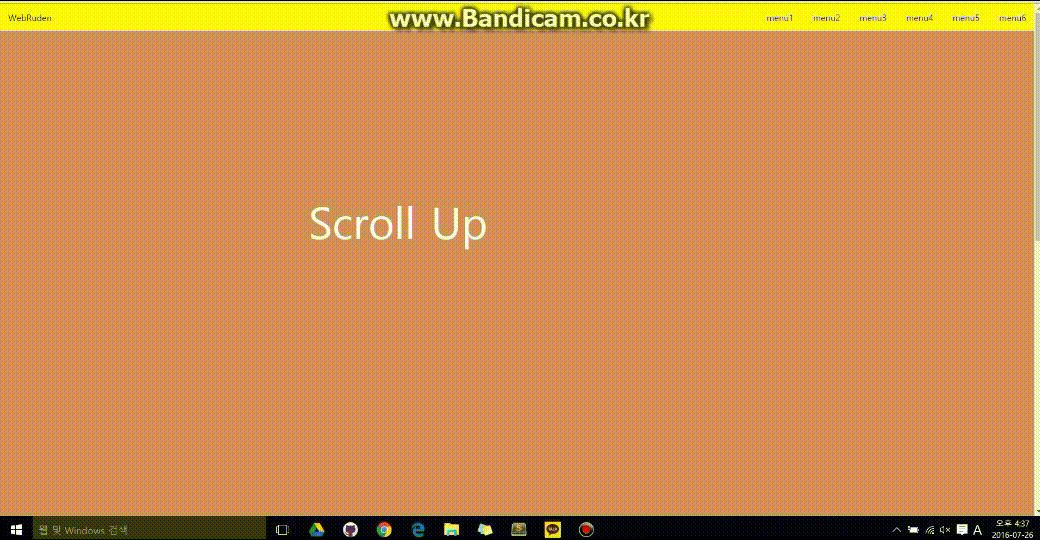 WebRuden
www.Bandicam.co.kr
menu1 menu2 menu3 menu4 menu5 menu6
Scroll Up
웹 및 Windows 검색
TALK
A
오후 4:37
2016-07-26